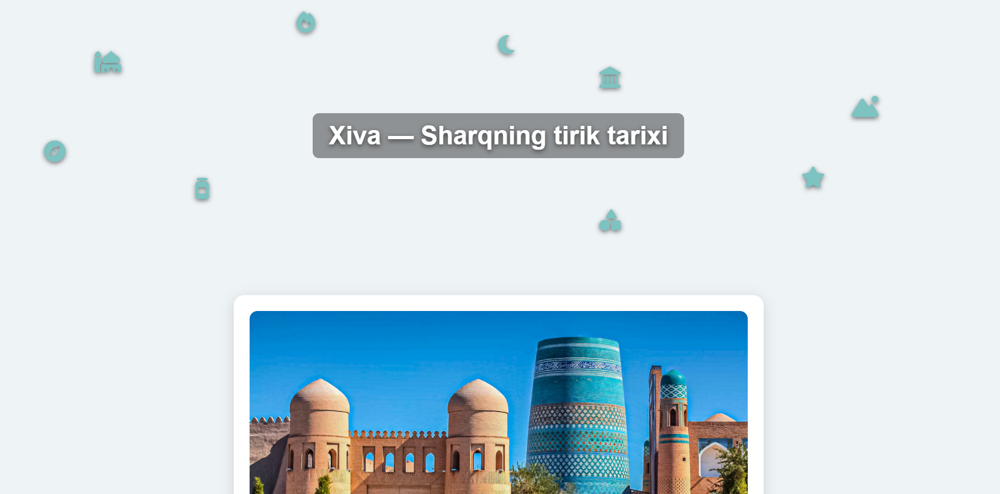 Xiva — Sharqning tirik tarixi